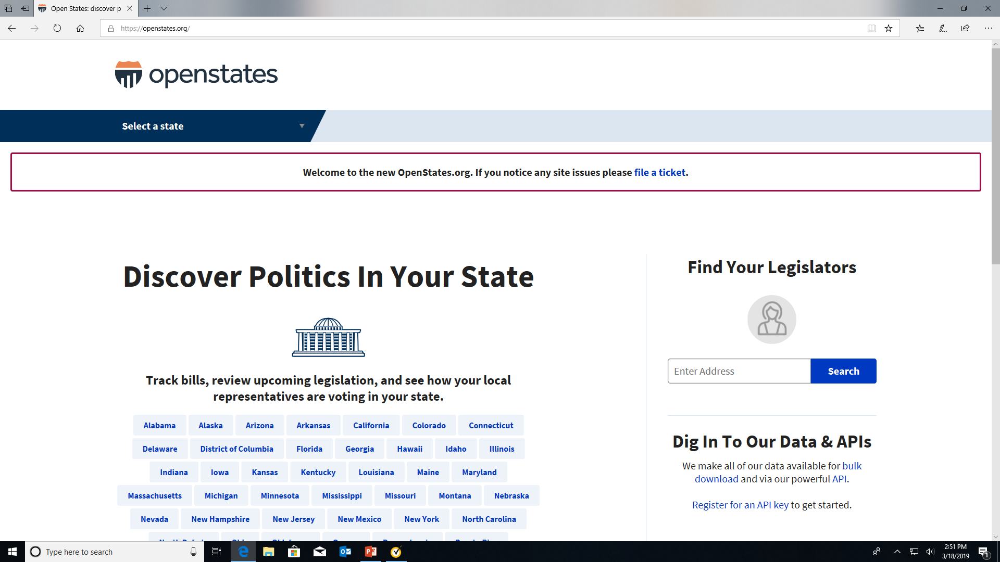 Open States: discover p
https://openstates.org/
openstates
Select a state
Welcome to the new OpenStates.org. If you notice any site issues please file a ticket.
Discover Politics In Your State
Track bills, review upcoming legislation, and see how your local
representatives are voting in your state.
Alabama Alaska Arizona Arkansas California Colorado Connecticut
Delaware District of Columbia Florida Georgia Hawaii Idaho Illinois
Indiana Iowa Kansas Kentucky Louisiana Maine Maryland
Massachusetts Michigan Minnesota Mississippi Missouri Montana Nebraska
Nevada New Hampshire New Jersey New Mexico New York North Carolina
Find Your Legislators
Enter Address Search
Dig In To Our Data & APIs
We make all of our data available for bulk
download and via our powerful API.
Register for an API key to get started.
Type here to search
2:51 PM
3/18/2019
1